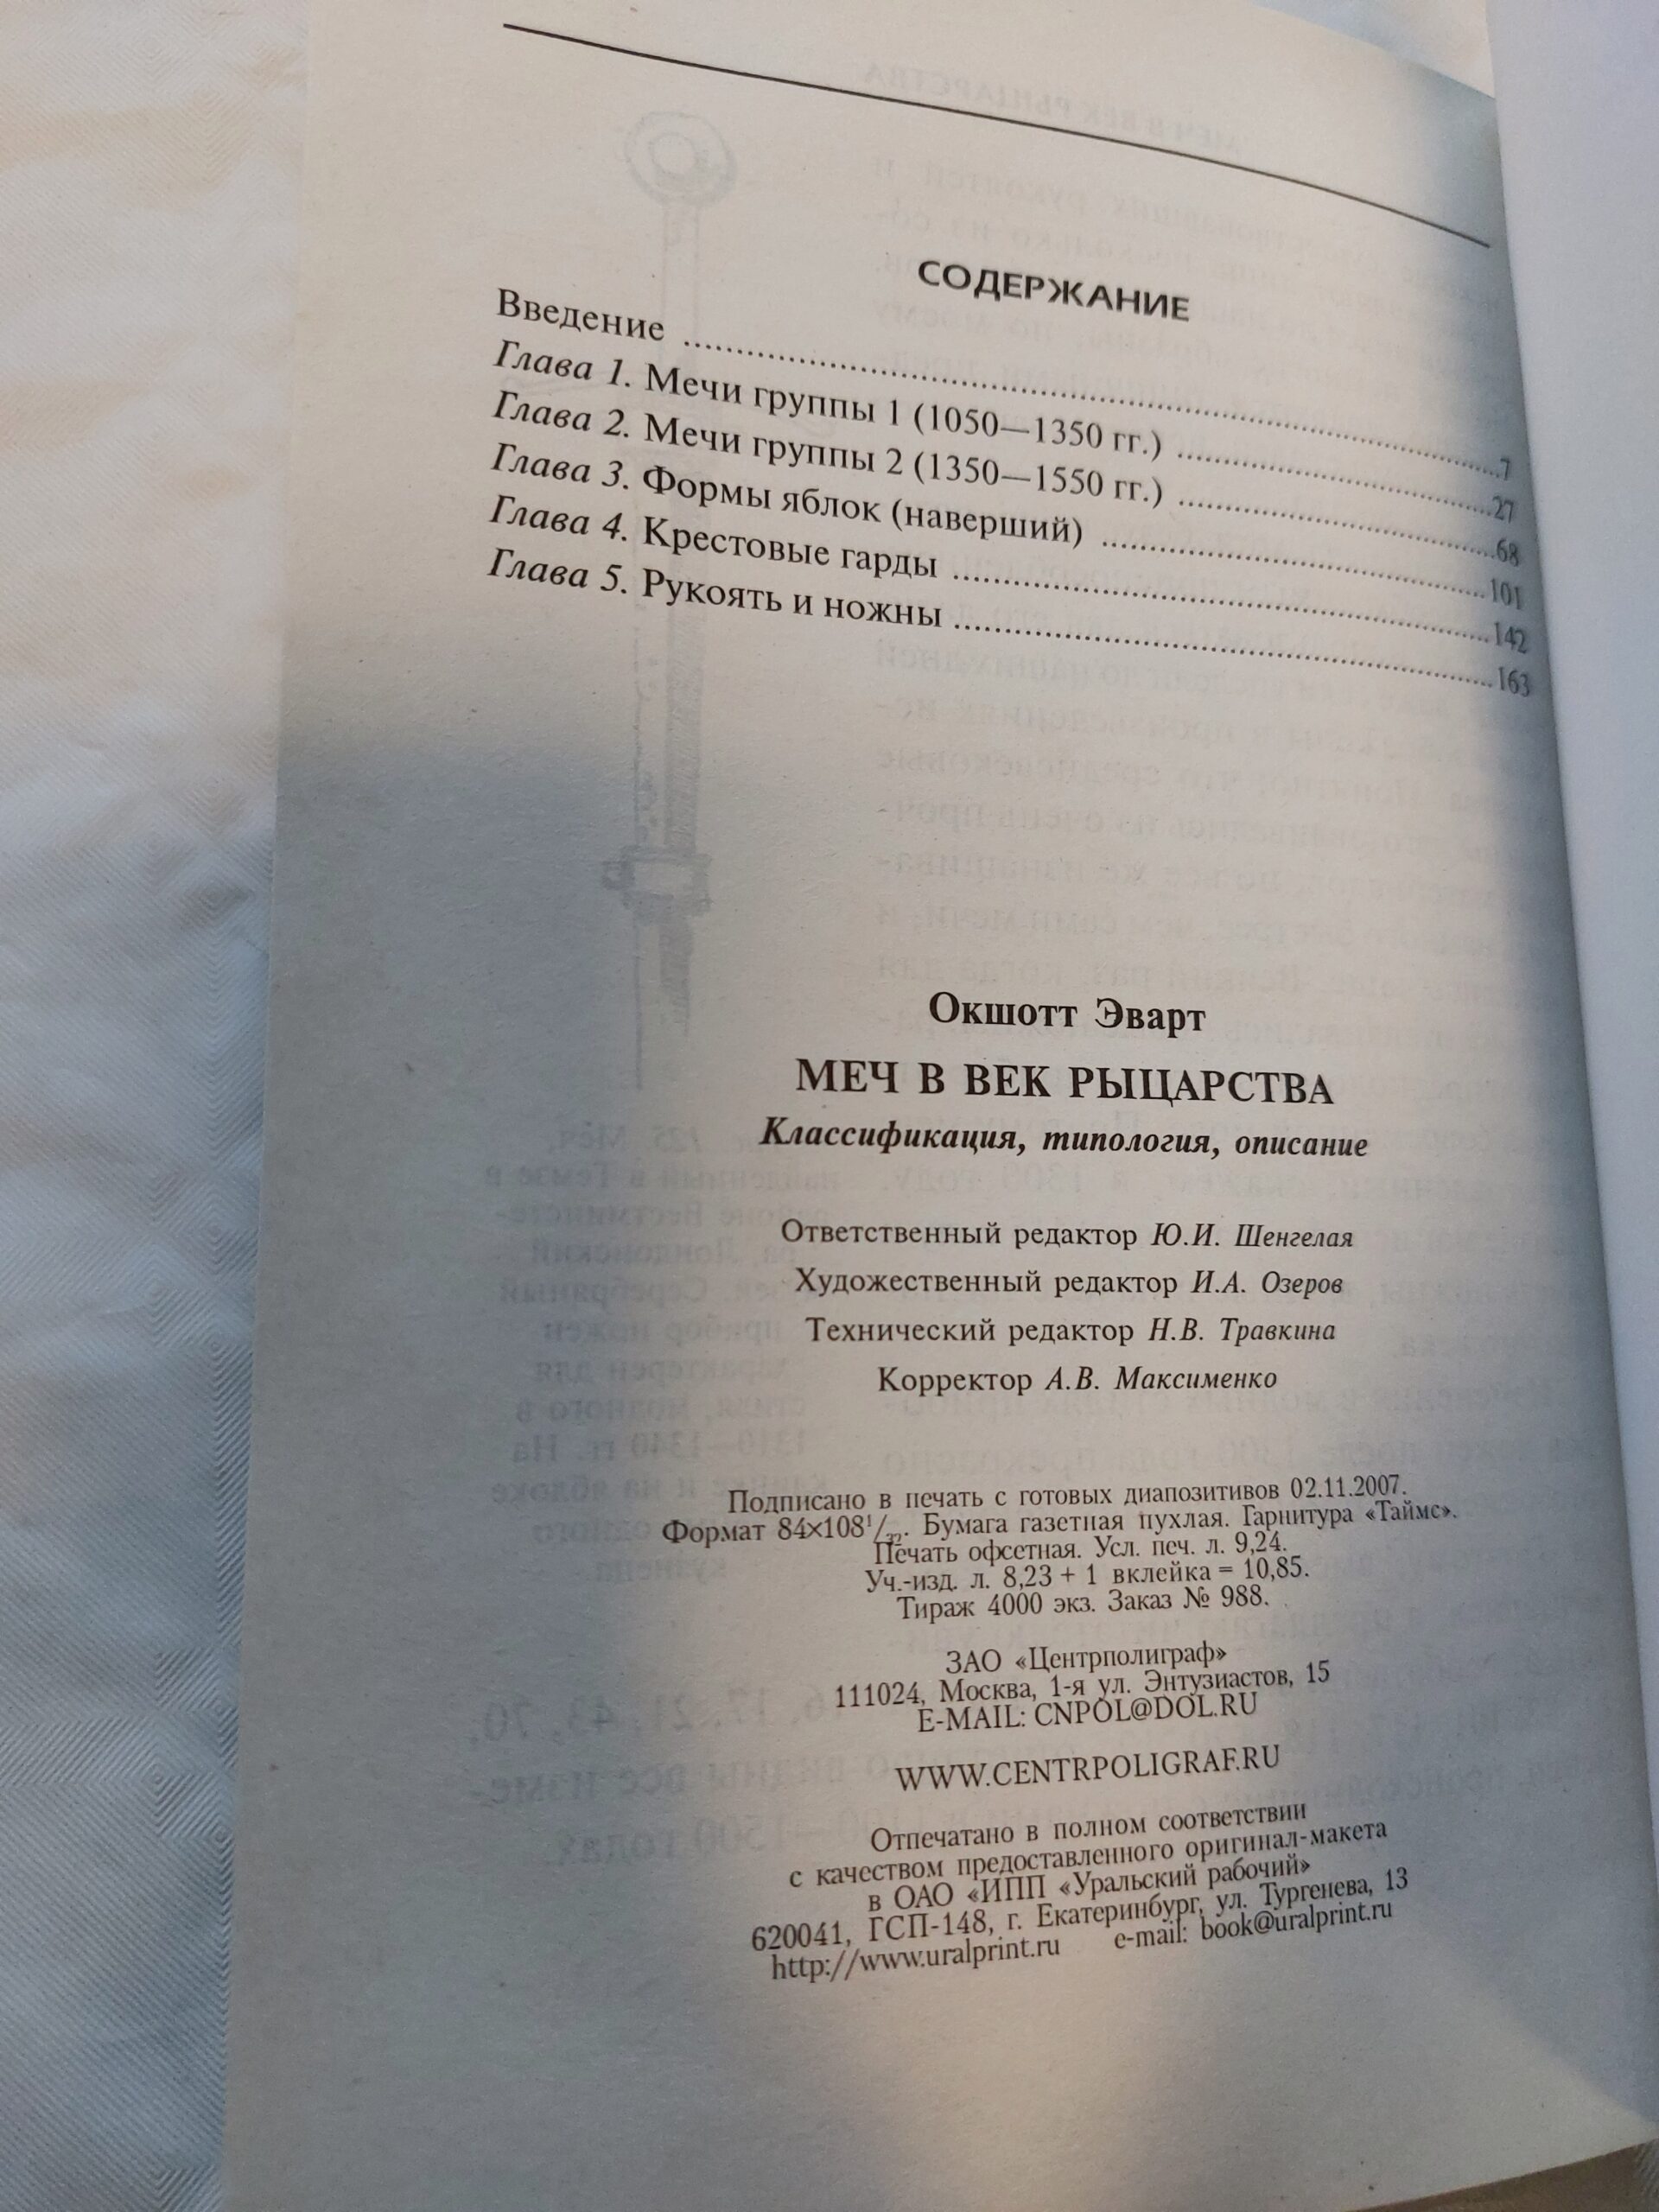 СОДЕРЖАНИЕ
Введение ........ 7
Глава 1. Мечи группы 1 (1050—1350 гг.) ........ 27
Глава 2. Мечи группы 2 (1350—1550 гг.) ........ 68
Глава 3. Формы яблок (наверший) ........ 101
Глава 4. Крестовые гарды ........ 142
Глава 5. Рукоять и ножны ........ 163
Окшотт Эварт
МЕЧ В ВЕК РЫЦАРСТВА
Классификация, типология, описание
Ответственный редактор Ю.И. Шенгелая
Художественный редактор И.А. Озеров
Технический редактор Н.В. Травкина
Корректор А.В. Максименко
Подписано в печать с готовых диапозитивов 02.11.2007.
Формат 84×108¹/₃₂. Бумага газетная пухлая. Гарнитура «Таймс».
Печать офсетная. Усл. печ. л. 9,24.
Уч.-изд. л. 8,23 + 1 вклейка = 10,85.
Тираж 4000 экз. Заказ № 988.
ЗАО «Центрполиграф»
111024, Москва, 1-я ул. Энтузиастов, 15
E-MAIL: CNPOL@DOL.RU
WWW.CENTRPOLIGRAF.RU
Отпечатано в полном соответствии
с качеством предоставленного оригинал-макета
в ОАО «ИПП «Уральский рабочий»
620041, ГСП-148, г. Екатеринбург, ул. Тургенева, 13
http://www.uralprint.ru e-mail: book@uralprint.ru